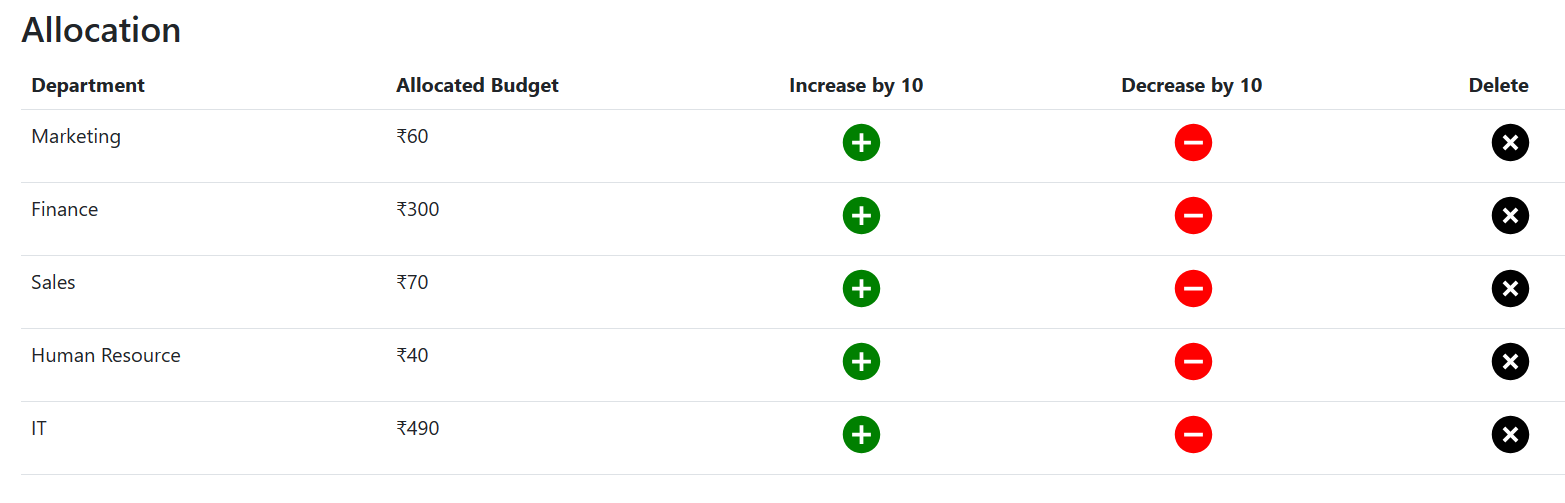 Allocation
Department Allocated Budget Increase by 10 Decrease by 10 Delete
Marketing ₹60
Finance ₹300
Sales ₹70
Human Resource ₹40
IT ₹490